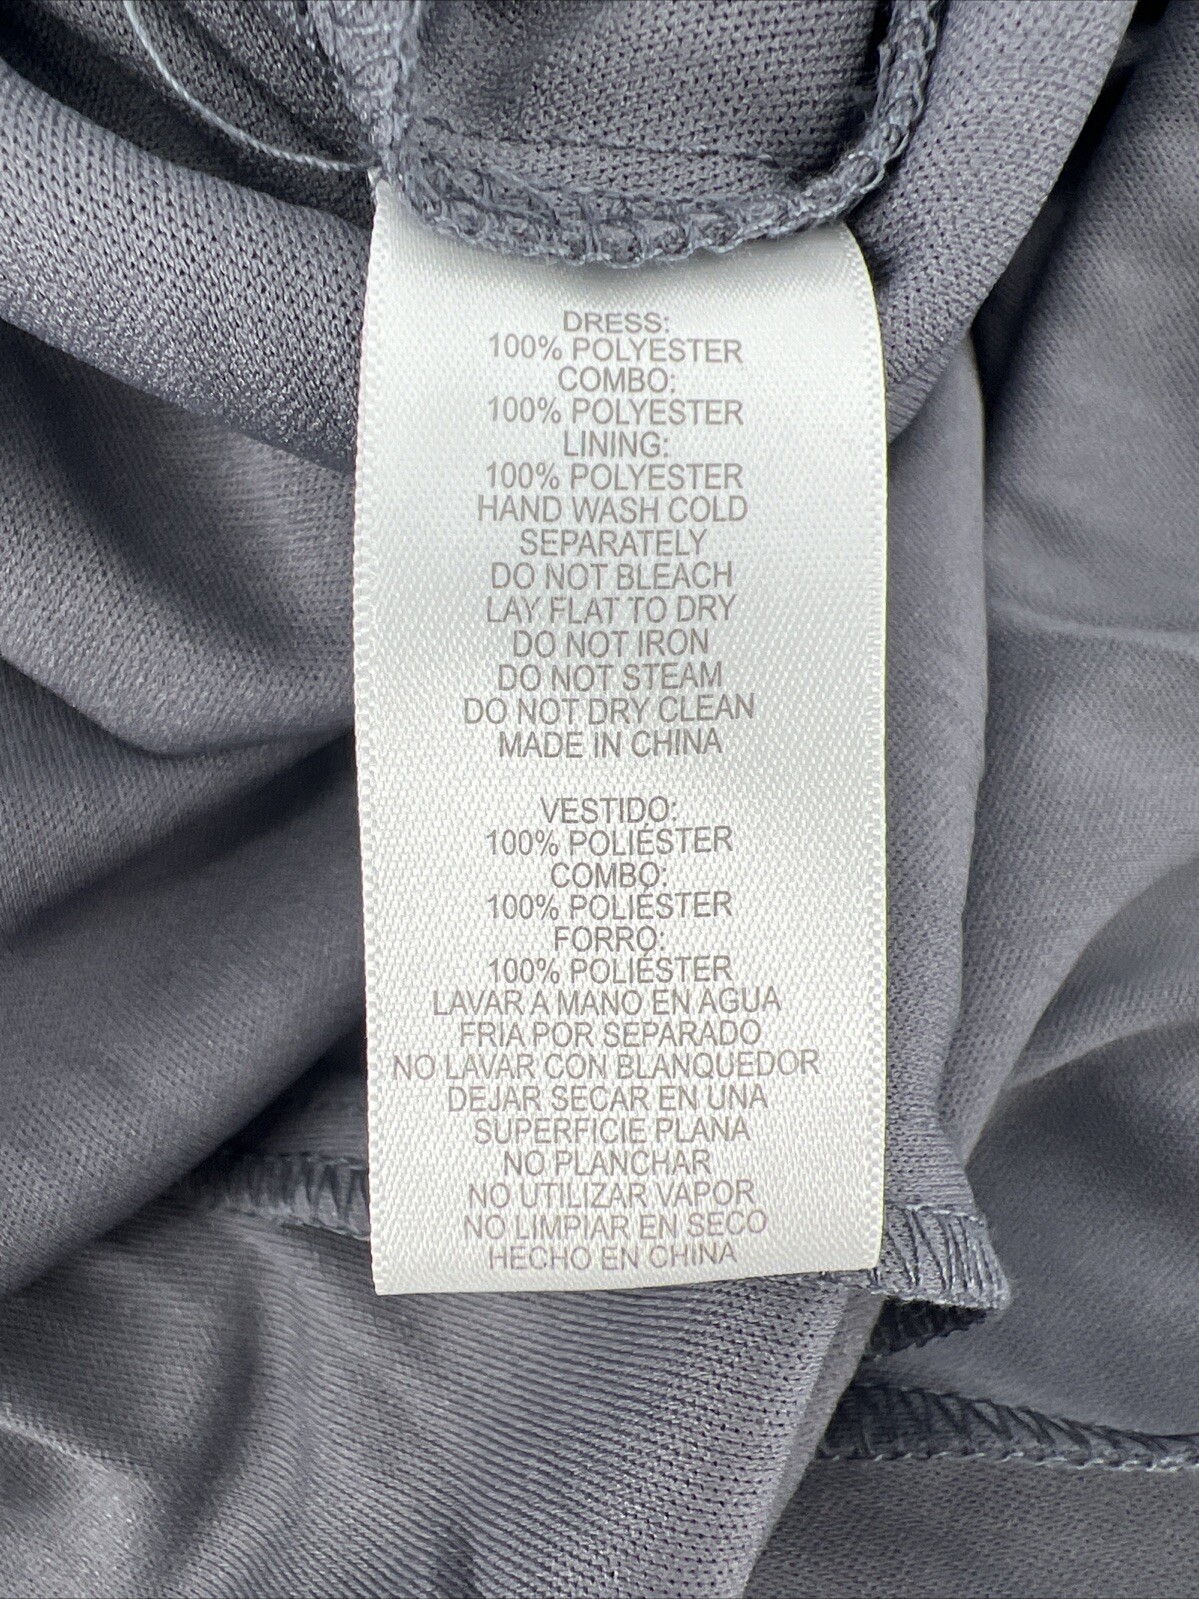 DRESS:
100% POLYESTER
COMBO:
100% POLYESTER
LINING:
100% POLYESTER
HAND WASH COLD
SEPARATELY
DO NOT BLEACH
LAY FLAT TO DRY
DO NOT IRON
DO NOT STEAM
DO NOT DRY CLEAN
MADE IN CHINA
VESTIDO:
100% POLIÉSTER
COMBO:
100% POLIÉSTER
FORRO:
100% POLIÉSTER
LAVAR A MANO EN AGUA
FRIA POR SEPARADO
NO LAVAR CON BLANQUEDOR
DEJAR SECAR EN UNA
SUPERFICIE PLANA
NO PLANCHAR
NO UTILIZAR VAPOR
NO LIMPIAR EN SECO
HECHO EN CHINA